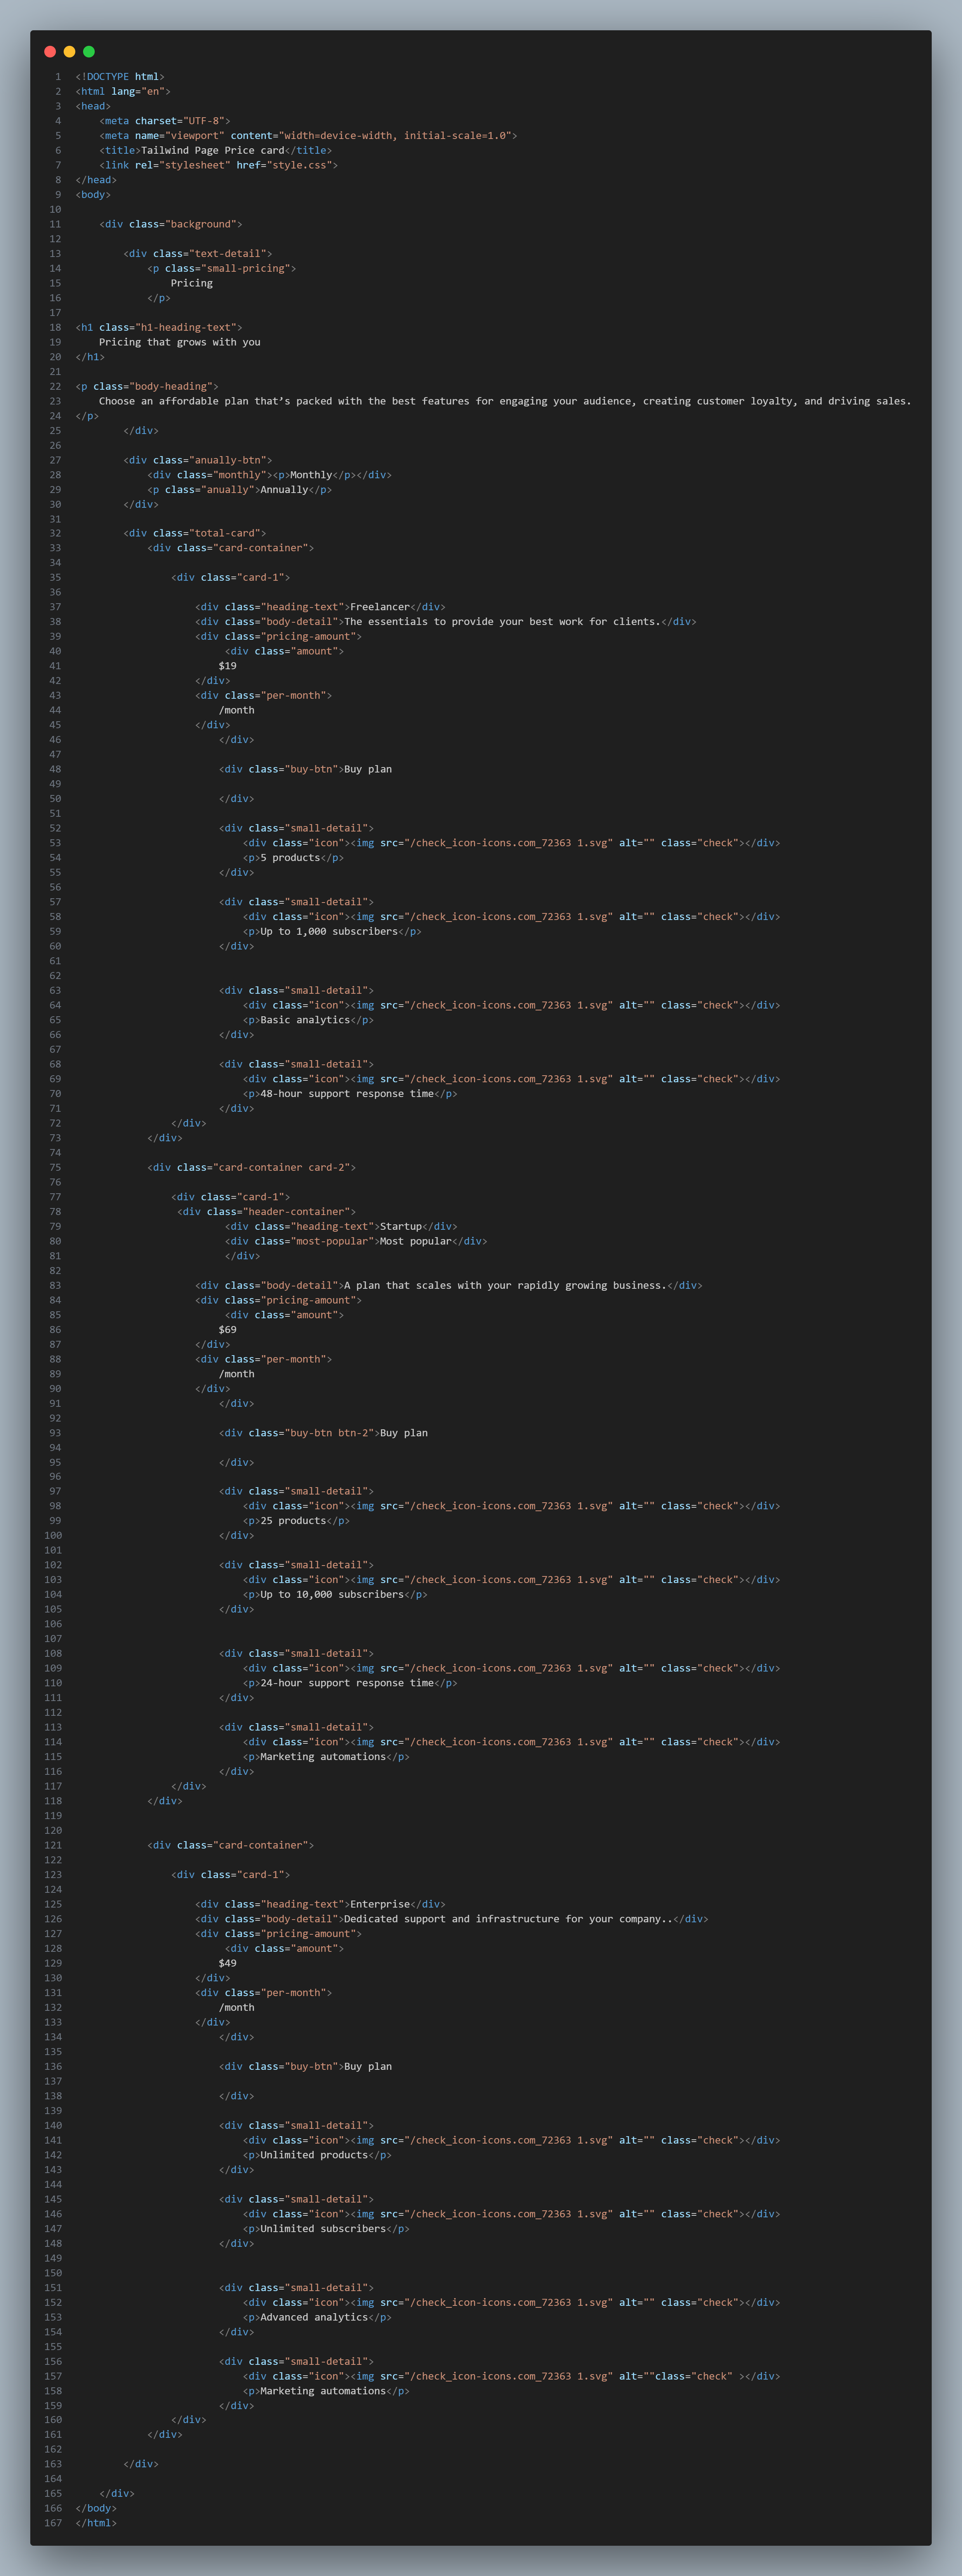 1 <!DOCTYPE html>
2 <html lang="en">
3 <head>
4     <meta charset="UTF-8">
5     <meta name="viewport" content="width=device-width, initial-scale=1.0">
6     <title>Tailwind Page Price card</title>
7     <link rel="stylesheet" href="style.css">
8 </head>
9 <body>
10
11     <div class="background">
12
13         <div class="text-detail">
14             <p class="small-pricing">
15                 Pricing
16             </p>
17
18 <h1 class="h1-heading-text">
19     Pricing that grows with you
20 </h1>
21
22 <p class="body-heading">
23     Choose an affordable plan that’s packed with the best features for engaging your audience, creating customer loyalty, and driving sales.
24 </p>
25         </div>
26
27         <div class="anually-btn">
28             <div class="monthly"><p>Monthly</p></div>
29             <p class="anually">Annually</p>
30         </div>
31
32         <div class="total-card">
33             <div class="card-container">
34
35                 <div class="card-1">
36
37                     <div class="heading-text">Freelancer</div>
38                     <div class="body-detail">The essentials to provide your best work for clients.</div>
39                     <div class="pricing-amount">
40                          <div class="amount">
41                         $19
42                     </div>
43                     <div class="per-month">
44                         /month
45                     </div>
46                         </div>
47
48                         <div class="buy-btn">Buy plan
49
50                         </div>
51
52                         <div class="small-detail">
53                             <div class="icon"><img src="/check_icon-icons.com_72363 1.svg" alt="" class="check"></div>
54                             <p>5 products</p>
55                         </div>
56
57                         <div class="small-detail">
58                             <div class="icon"><img src="/check_icon-icons.com_72363 1.svg" alt="" class="check"></div>
59                             <p>Up to 1,000 subscribers</p>
60                         </div>
61
62
63                         <div class="small-detail">
64                             <div class="icon"><img src="/check_icon-icons.com_72363 1.svg" alt="" class="check"></div>
65                             <p>Basic analytics</p>
66                         </div>
67
68                         <div class="small-detail">
69                             <div class="icon"><img src="/check_icon-icons.com_72363 1.svg" alt="" class="check"></div>
70                             <p>48-hour support response time</p>
71                         </div>
72                 </div>
73             </div>
74
75             <div class="card-container card-2">
76
77                 <div class="card-1">
78                  <div class="header-container">
79                          <div class="heading-text">Startup</div>
80                          <div class="most-popular">Most popular</div>
81                          </div>
82
83                     <div class="body-detail">A plan that scales with your rapidly growing business.</div>
84                     <div class="pricing-amount">
85                          <div class="amount">
86                         $69
87                     </div>
88                     <div class="per-month">
89                         /month
90                     </div>
91                         </div>
92
93                         <div class="buy-btn btn-2">Buy plan
94
95                         </div>
96
97                         <div class="small-detail">
98                             <div class="icon"><img src="/check_icon-icons.com_72363 1.svg" alt="" class="check"></div>
99                             <p>25 products</p>
100                         </div>
101
102                         <div class="small-detail">
103                             <div class="icon"><img src="/check_icon-icons.com_72363 1.svg" alt="" class="check"></div>
104                             <p>Up to 10,000 subscribers</p>
105                         </div>
106
107
108                         <div class="small-detail">
109                             <div class="icon"><img src="/check_icon-icons.com_72363 1.svg" alt="" class="check"></div>
110                             <p>24-hour support response time</p>
111                         </div>
112
113                         <div class="small-detail">
114                             <div class="icon"><img src="/check_icon-icons.com_72363 1.svg" alt="" class="check"></div>
115                             <p>Marketing automations</p>
116                         </div>
117                 </div>
118             </div>
119
120
121             <div class="card-container">
122
123                 <div class="card-1">
124
125                     <div class="heading-text">Enterprise</div>
126                     <div class="body-detail">Dedicated support and infrastructure for your company..</div>
127                     <div class="pricing-amount">
128                          <div class="amount">
129                         $49
130                     </div>
131                     <div class="per-month">
132                         /month
133                     </div>
134                         </div>
135
136                         <div class="buy-btn">Buy plan
137
138                         </div>
139
140                         <div class="small-detail">
141                             <div class="icon"><img src="/check_icon-icons.com_72363 1.svg" alt="" class="check"></div>
142                             <p>Unlimited products</p>
143                         </div>
144
145                         <div class="small-detail">
146                             <div class="icon"><img src="/check_icon-icons.com_72363 1.svg" alt="" class="check"></div>
147                             <p>Unlimited subscribers</p>
148                         </div>
149
150
151                         <div class="small-detail">
152                             <div class="icon"><img src="/check_icon-icons.com_72363 1.svg" alt="" class="check"></div>
153                             <p>Advanced analytics</p>
154                         </div>
155
156                         <div class="small-detail">
157                             <div class="icon"><img src="/check_icon-icons.com_72363 1.svg" alt=""class="check" ></div>
158                             <p>Marketing automations</p>
159                         </div>
160                 </div>
161             </div>
162
163         </div>
164
165     </div>
166 </body>
167 </html>